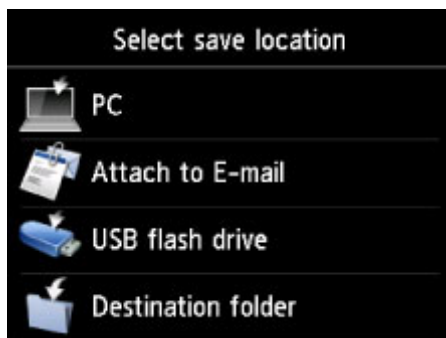 Select save location
PC
Attach to E-mail
USB flash drive
Destination folder